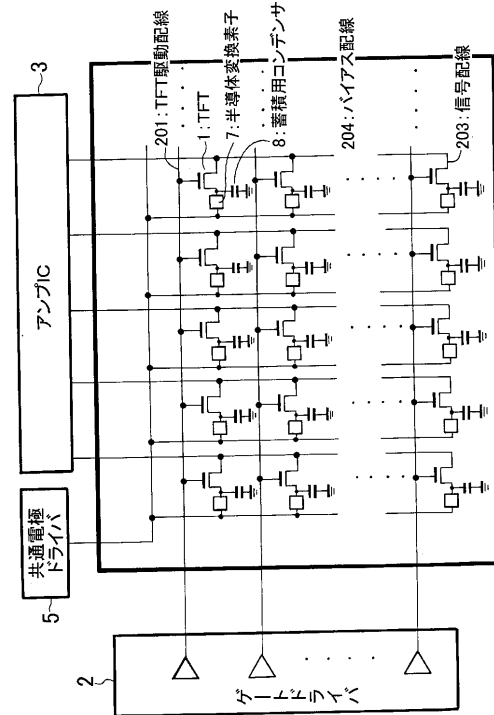 3
アンプIC
共通電極
ドライバ
5
2
ゲートドライバ
201:TFT駆動配線
1:TFT
7:半導体変換素子
8:蓄積用コンデンサ
204:バイアス配線
203:信号配線